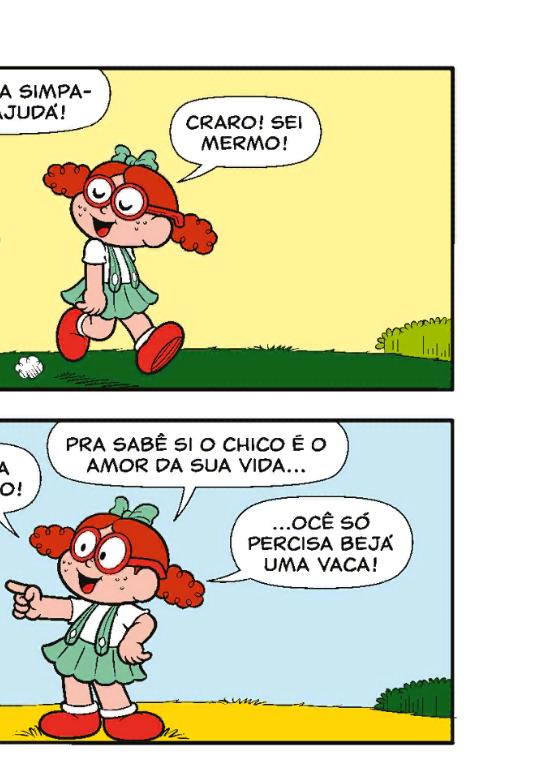 A SIMPA-
AJUDÁ!
CRARO! SEI
MERMO!
PRA SABÊ SI O CHICO É O
AMOR DA SUA VIDA...
A
O!
...OCÊ SÓ
PERCISA BEJÁ
UMA VACA!